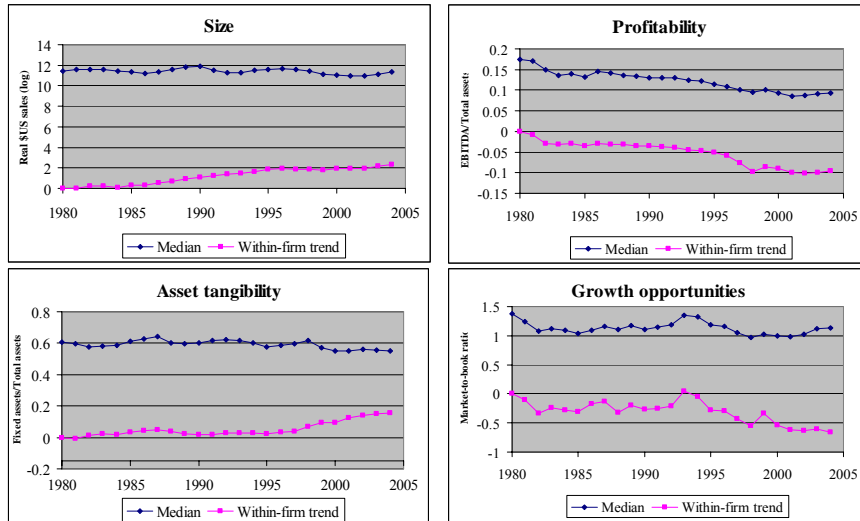 Size
Real $US sales (log)
14
12
10
8
6
4
2
0
1980 1985 1990 1995 2000 2005
Median Within-firm trend
Profitability
EBITDA/Total assets
0.2
0.15
0.1
0.05
0
-0.05
-0.1
-0.15
1980 1985 1990 1995 2000 2005
Median Within-firm trend
Asset tangibility
Fixed assets/Total assets
0.8
0.6
0.4
0.2
0
-0.2
1980 1985 1990 1995 2000 2005
Median Within-firm trend
Growth opportunities
Market-to-book ratio
1.5
1
0.5
0
-0.5
-1
1980 1985 1990 1995 2000 2005
Median Within-firm trend